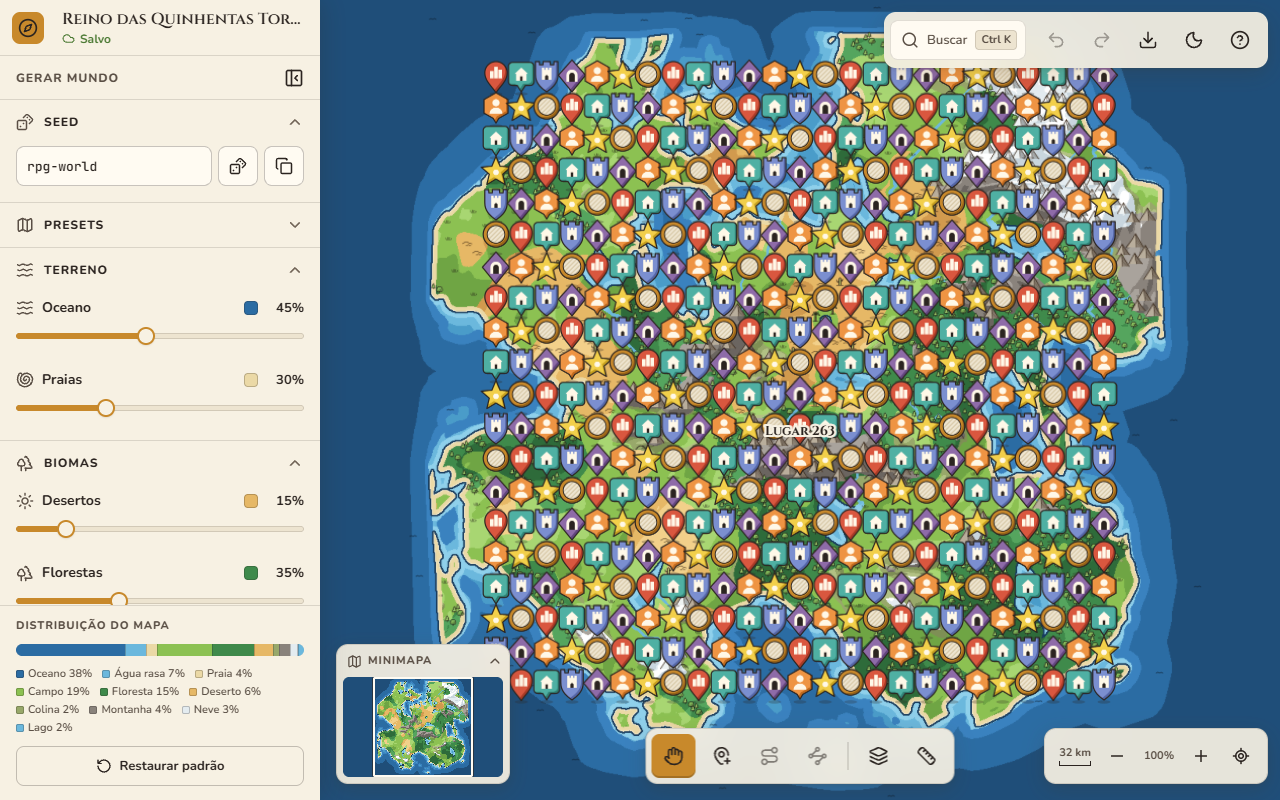 Reino das Quinhentas Tor...
Salvo
GERAR MUNDO
SEED
rpg-world
PRESETS
TERRENO
Oceano 45%
Praias 30%
BIOMAS
Desertos 15%
Florestas 35%
DISTRIBUIÇÃO DO MAPA
Oceano 38% Água rasa 7% Praia 4%
Campo 19% Floresta 15% Deserto 6%
Colina 2% Montanha 4% Neve 3%
Lago 2%
Restaurar padrão
Buscar Ctrl K
Lugar 263
MINIMAPA
32 km
100%